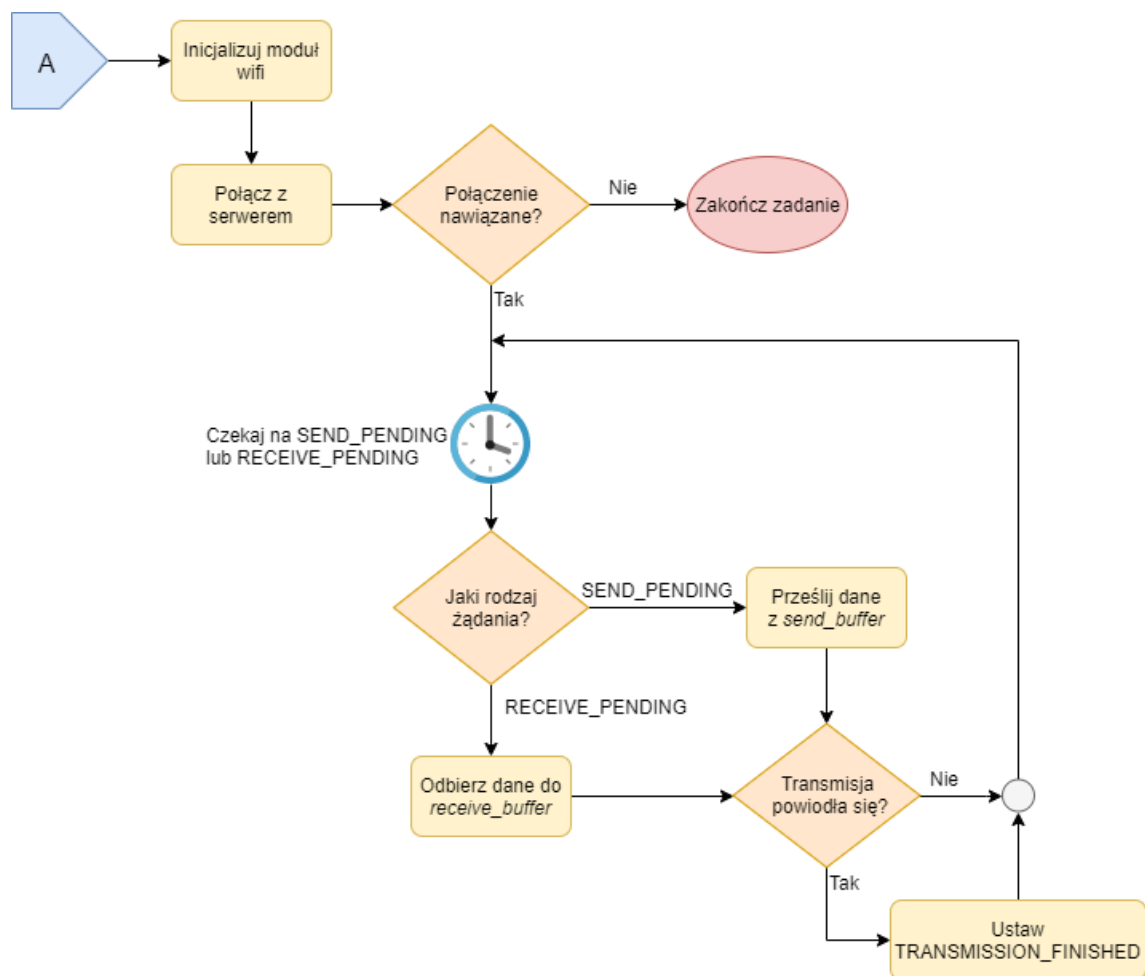 A
Inicjalizuj moduł
wifi
Połącz z
serwerem
Połączenie
nawiązane?
Nie
Zakończ zadanie
Tak
Czekaj na SEND_PENDING
lub RECEIVE_PENDING
Jaki rodzaj
żądania?
SEND_PENDING
Prześlij dane
z send_buffer
RECEIVE_PENDING
Odbierz dane do
receive_buffer
Transmisja
powiodła się?
Nie
Tak
Ustaw
TRANSMISSION_FINISHED